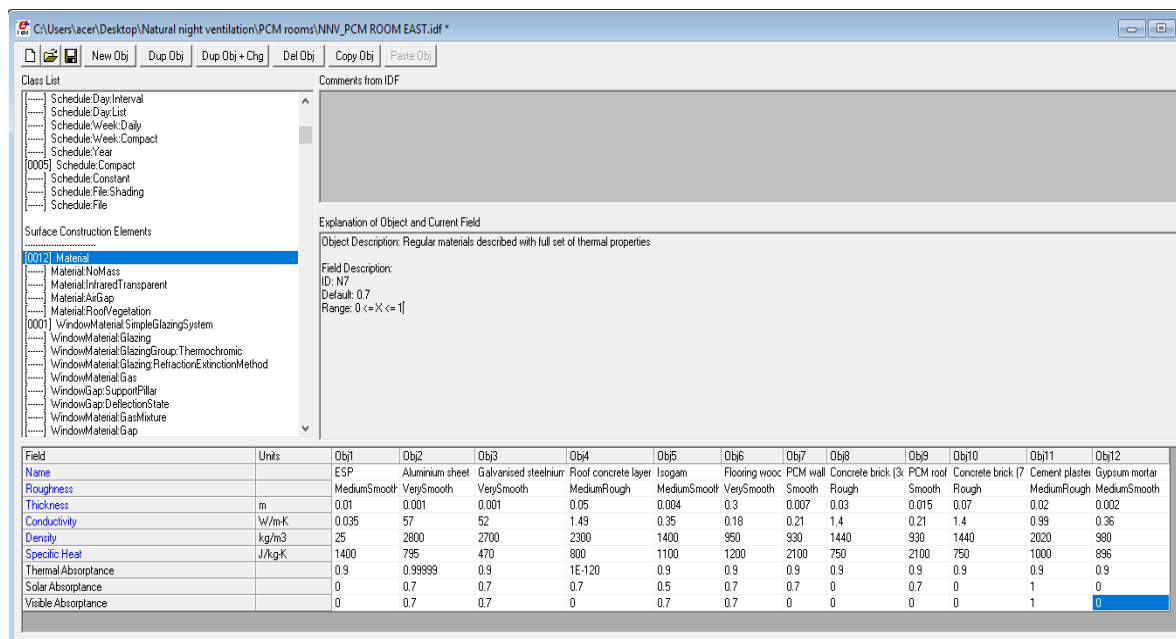 C:\Users\acer\Desktop\Natural night ventilation\PCM rooms\NNV_PCM ROOM EAST.idf *
New Obj Dup Obj Dup Obj + Chg Del Obj Copy Obj Paste Obj
Class List
Comments from IDF
[------] Schedule:Day:Interval
[------] Schedule:Day:List
[------] Schedule:Week:Daily
[------] Schedule:Week:Compact
[------] Schedule:Year
[0005] Schedule:Compact
[------] Schedule:Constant
[------] Schedule:File:Shading
[------] Schedule:File
Surface Construction Elements
--------------------------
[0012] Material
[------] Material:NoMass
[------] Material:InfraredTransparent
[------] Material:AirGap
[------] Material:RoofVegetation
[0001] WindowMaterial:SimpleGlazingSystem
[------] WindowMaterial:Glazing
[------] WindowMaterial:GlazingGroup:Thermochromic
[------] WindowMaterial:Glazing:RefractionExtinctionMethod
[------] WindowMaterial:Gas
[------] WindowGap:SupportPillar
[------] WindowGap:DeflectionState
[------] WindowMaterial:GasMixture
[------] WindowMaterial:Gap
Explanation of Object and Current Field
Object Description: Regular materials described with full set of thermal properties
Field Description:
ID: N7
Default: 0.7
Range: 0 <= X <= 1
Field Units Obj1 Obj2 Obj3 Obj4 Obj5 Obj6 Obj7 Obj8 Obj9 Obj10 Obj11 Obj12
Name ESP Aluminium sheet Galvanised steelnium Roof concrete layer Isogam Flooring wooc PCM wall Concrete brick (3c PCM roof Concrete brick (7 Cement plaster Gypsum mortar
Roughness MediumSmooth VerySmooth VerySmooth MediumRough MediumSmooth VerySmooth Smooth Rough Smooth Rough MediumRough MediumSmooth
Thickness m 0.01 0.001 0.001 0.05 0.004 0.3 0.007 0.03 0.015 0.07 0.02 0.002
Conductivity W/m-K 0.035 57 52 1.49 0.35 0.18 0.21 1.4 0.21 1.4 0.99 0.36
Density kg/m3 25 2800 2700 2300 1400 950 930 1440 930 1440 2020 980
Specific Heat J/kg-K 1400 795 470 800 1100 1200 2100 750 2100 750 1000 896
Thermal Absorptance 0.9 0.99999 0.9 1E-120 0.9 0.9 0.9 0.9 0.9 0.9 0.9 0.9
Solar Absorptance 0 0.7 0.7 0.7 0.5 0.7 0.7 0 0.7 0 1 0
Visible Absorptance 0 0.7 0.7 0 0.7 0.7 0 0 0 0 1 0